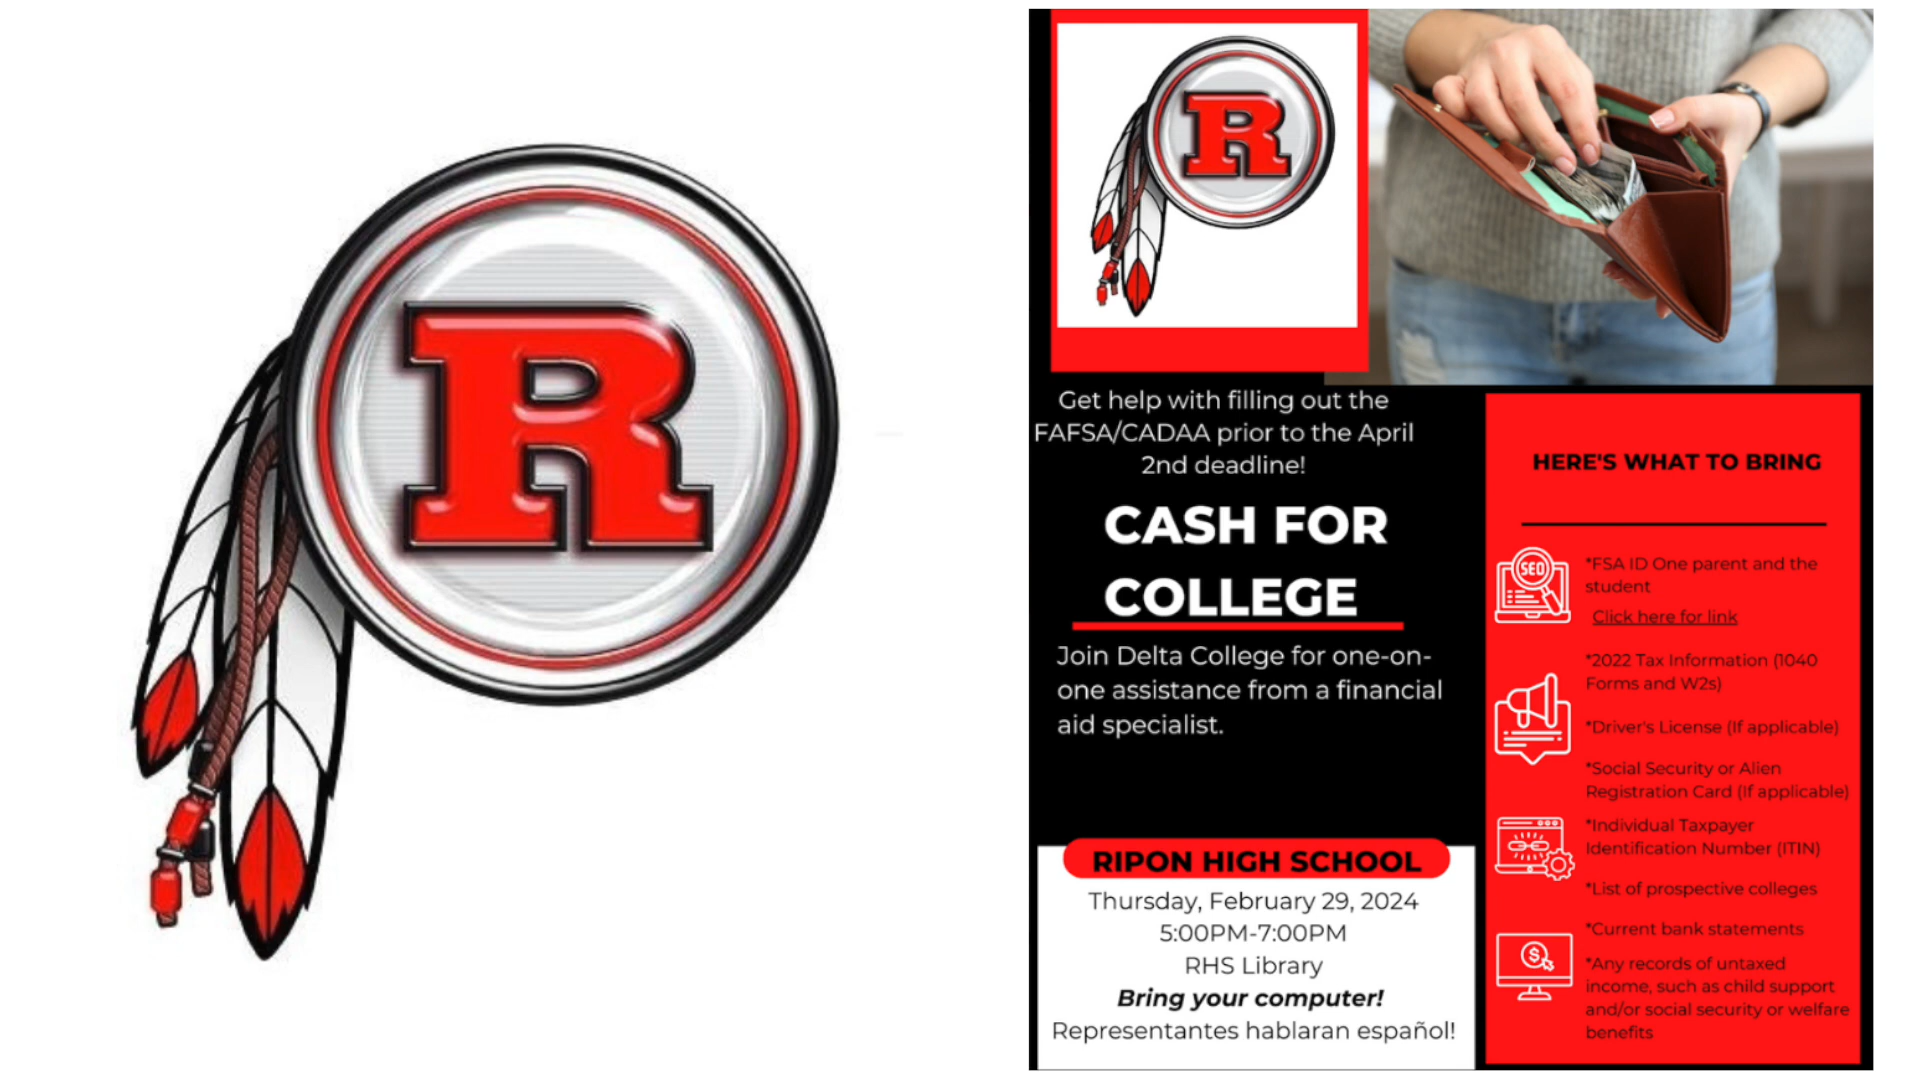 R
R
Get help with filling out the
FAFSA/CADAA prior to the April
2nd deadline!
CASH FOR
COLLEGE
Join Delta College for one-on-
one assistance from a financial
aid specialist.
RIPON HIGH SCHOOL
Thursday, February 29, 2024
5:00PM-7:00PM
RHS Library
Bring your computer!
Representantes hablaran español!
HERE'S WHAT TO BRING
SEO
*FSA ID One parent and the
student
Click here for link
*2022 Tax Information (1040
Forms and W2s)
*Driver's License (If applicable)
*Social Security or Alien
Registration Card (If applicable)
*Individual Taxpayer
Identification Number (ITIN)
*List of prospective colleges
*Current bank statements
$
*Any records of untaxed
income, such as child support
and/or social security or welfare
benefits